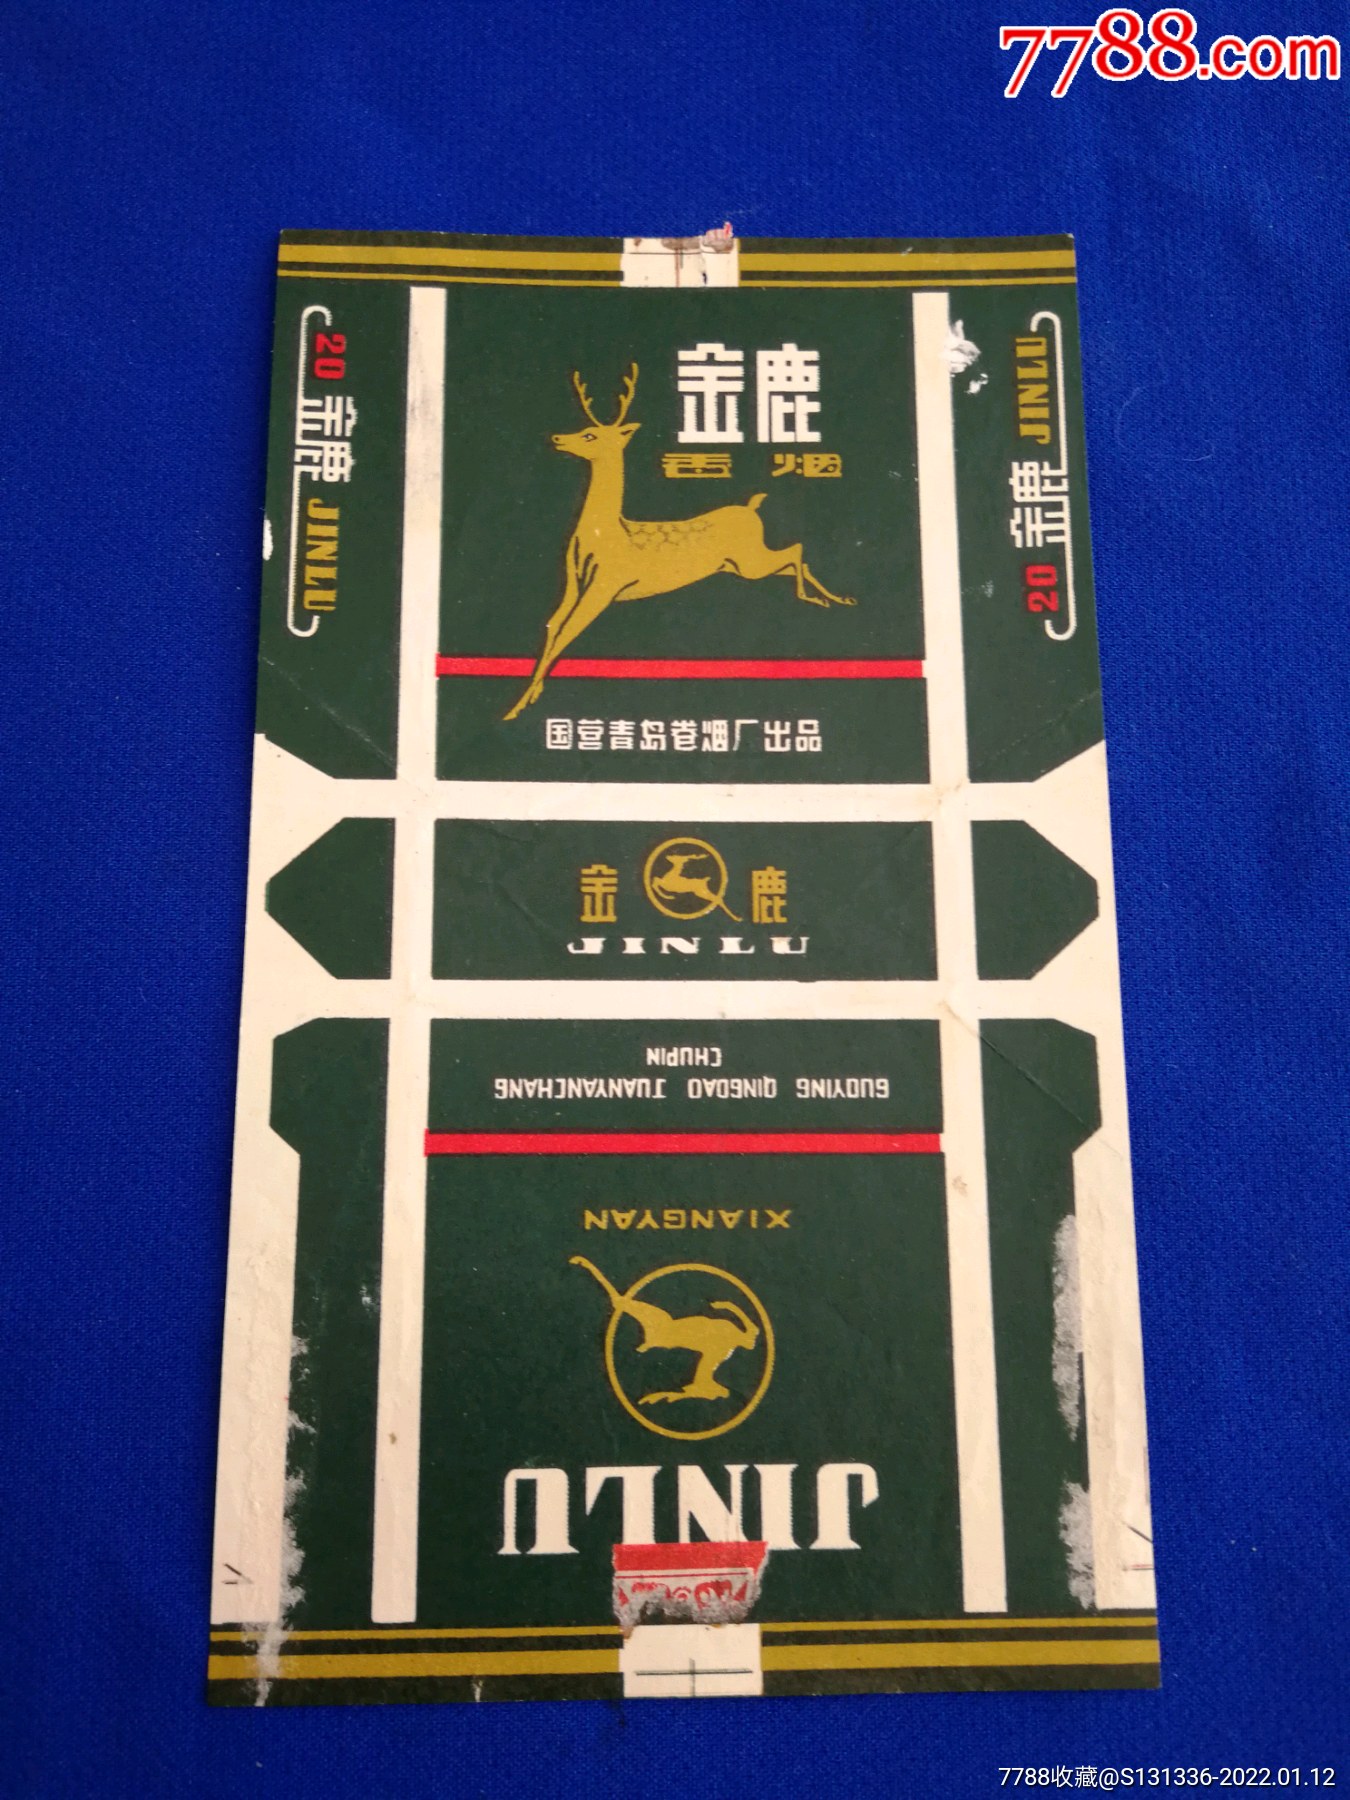 7788.com
金鹿
香烟
20 金鹿 JINLU
20 金鹿 JINLU
国营青岛卷烟厂出品
金鹿
JINLU
GUOYING QINGDAO JUANYANCHANG
CHUPIN
XIANGYAN
JINLU
7788收藏@S131336-2022.01.12